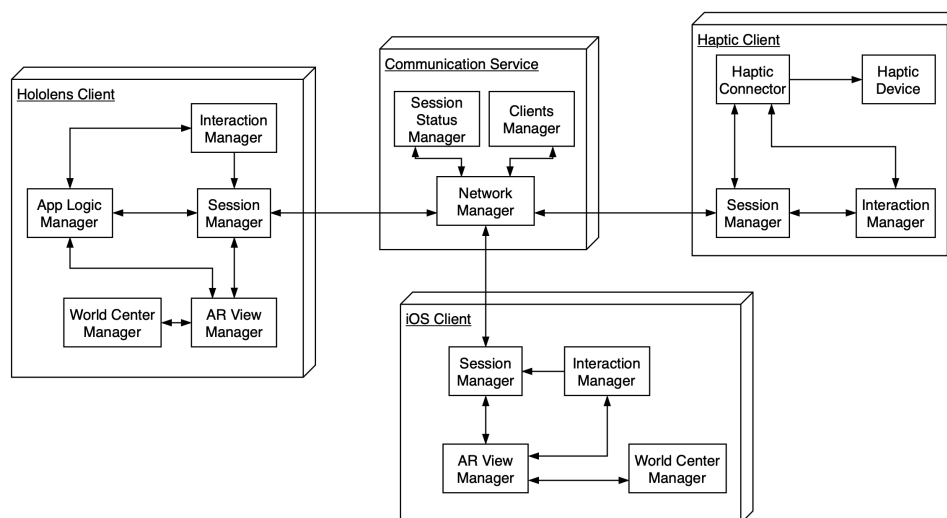 Hololens Client
Interaction
Manager
App Logic
Manager
Session
Manager
World Center
Manager
AR View
Manager
Communication Service
Session
Status
Manager
Clients
Manager
Network
Manager
Haptic Client
Haptic
Connector
Haptic
Device
Session
Manager
Interaction
Manager
iOS Client
Session
Manager
Interaction
Manager
AR View
Manager
World Center
Manager